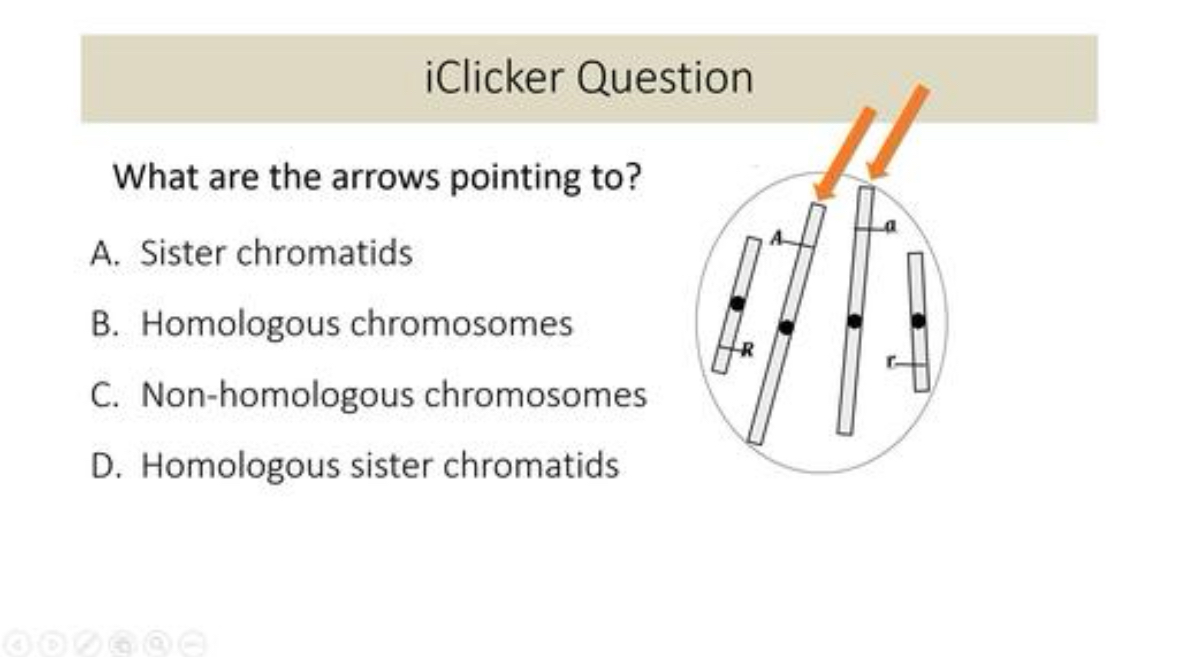 iClicker Question
What are the arrows pointing to?
A. Sister chromatids
B. Homologous chromosomes
C. Non-homologous chromosomes
D. Homologous sister chromatids
A
a
R
r